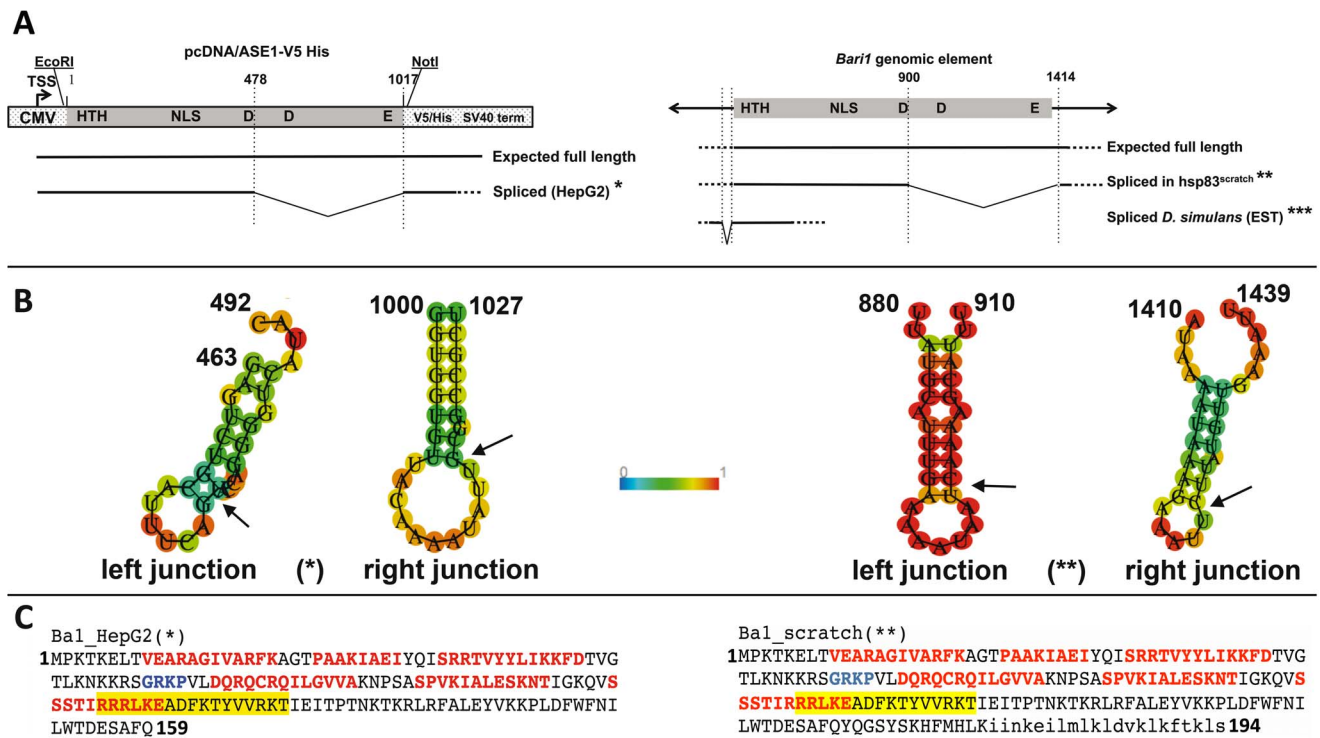 A
pcDNA/ASE1-V5 His
EcoRI
NotI
TSS
1
478
1017
CMV
HTH
NLS
D
D
E
V5/His
SV40 term
Expected full length
Spliced (HepG2) *
Bari1 genomic element
900
1414
HTH
NLS
D
D
E
Expected full length
Spliced in hsp83scratch **
Spliced D. simulans (EST) ***
B
492
463
1000
1027
0
1
880
910
1410
1439
left junction
(*)
right junction
left junction
(**)
right junction
C
Ba1_HepG2(*)
1MPKTKELTVEARAGIVARFKAGTPAAKIAEIYQISRRTVYYLIKKFDTVG
TLKNKKRSGRKPVLDQRQCRQILGVVAKNPSASPVKIALESKNTIGKQVS
SSTIRRRLKEADFKTYVVRKTIEITPTNKTKRLRFALEYVKKPLDFWFNI
LWTDESAFQ159
Ba1_scratch(**)
1MPKTKELTVEARAGIVARFKAGTPAAKIAEIYQISRRTVYYLIKKFDTVG
TLKNKKRSGRKPVLDQRQCRQILGVVAKNPSASPVKIALESKNTIGKQVS
SSTIRRRLKEADFKTYVVRKTIEITPTNKTKRLRFALEYVKKPLDFWFNI
LWTDESAFQYQGSYSKHFMHLKiinkeilmlkldvklkftkls194